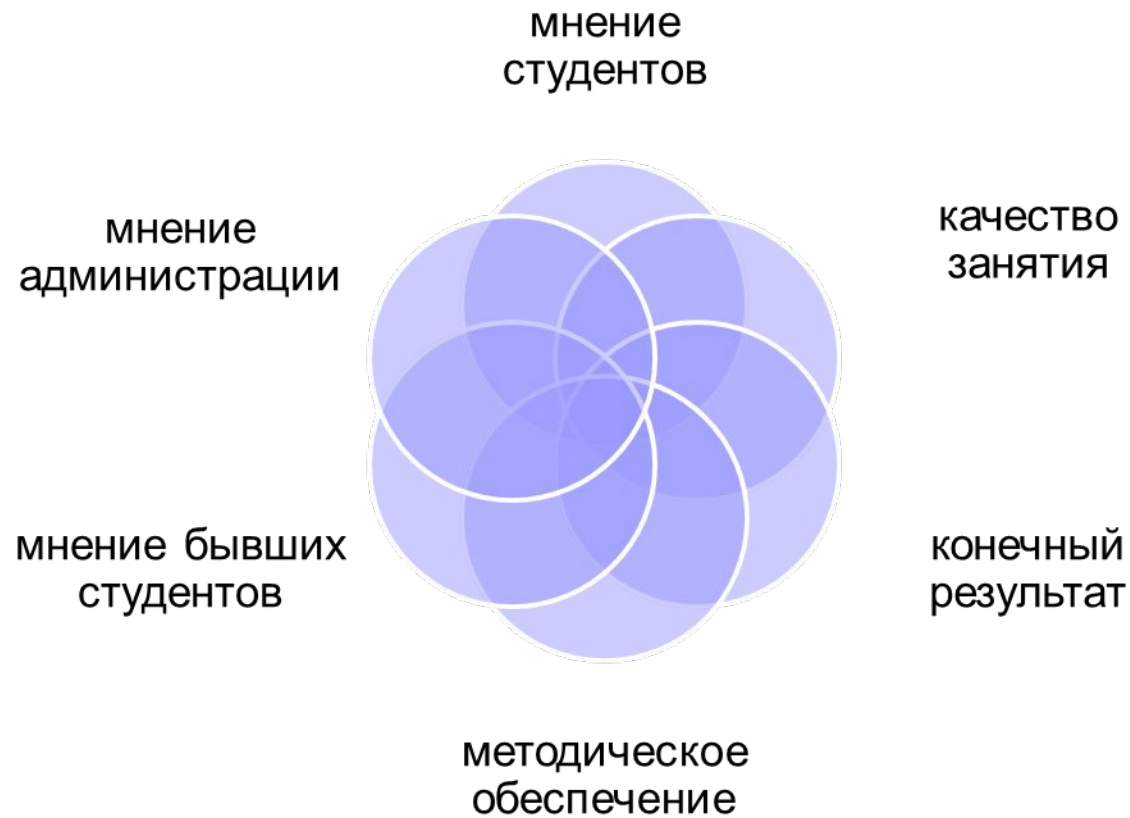 мнение
студентов
мнение
администрации
качество
занятия
мнение бывших
студентов
конечный
результат
методическое
обеспечение